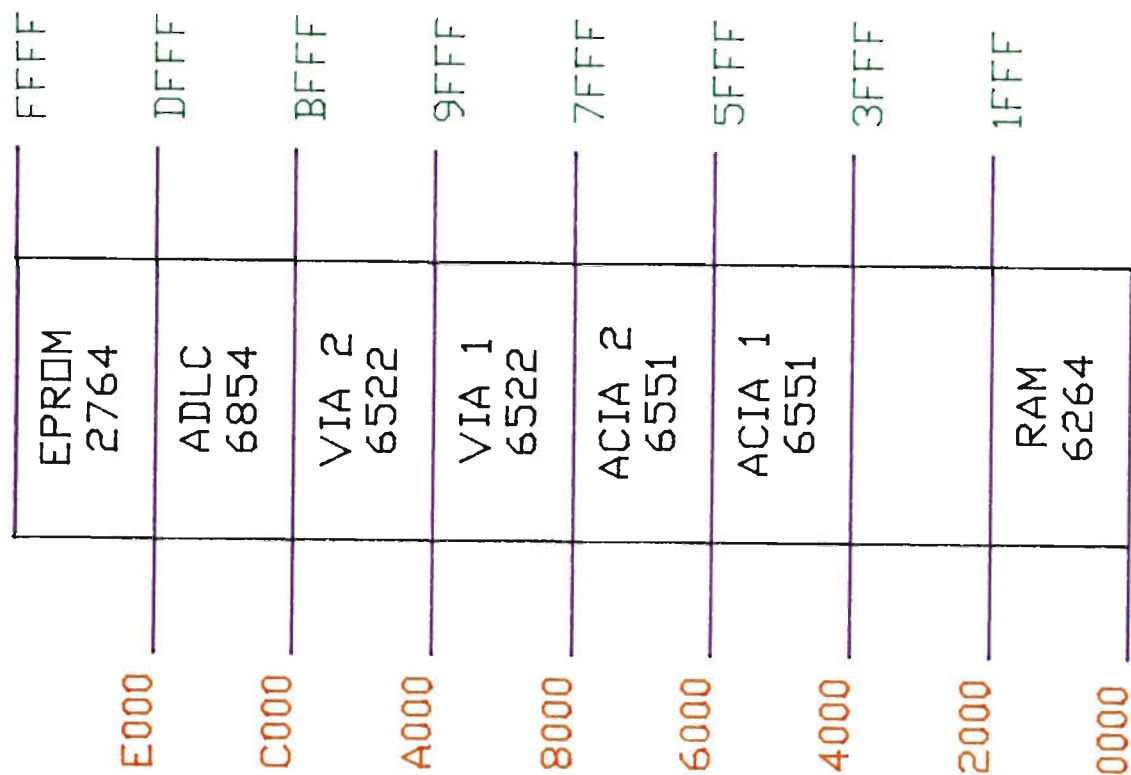 FFFF
EPROM
2764
E000
DFFF
ADLC
6854
C000
BFFF
VIA 2
6522
A000
9FFF
VIA 1
6522
8000
7FFF
ACIA 2
6551
6000
5FFF
ACIA 1
6551
4000
3FFF
2000
1FFF
RAM
6264
0000